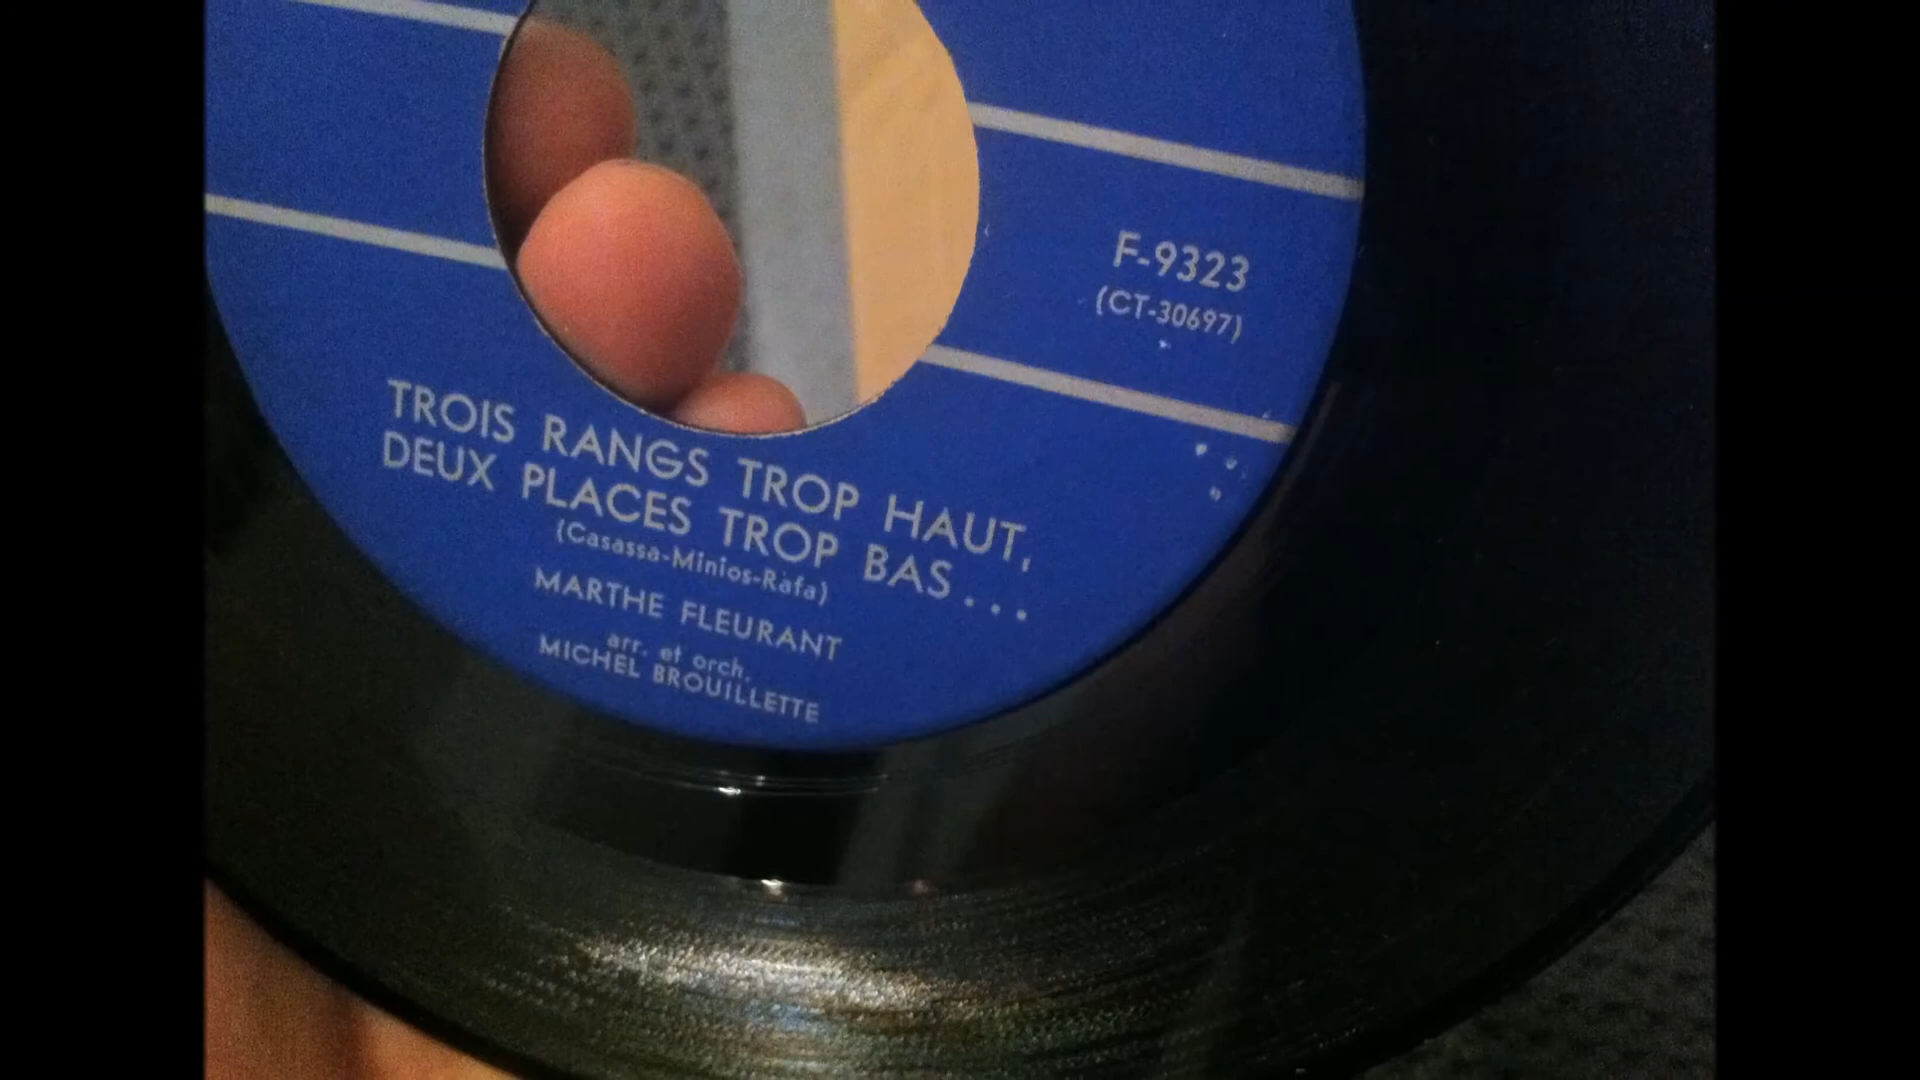 F-9323
(CT-30697)
TROIS RANGS TROP HAUT,
DEUX PLACES TROP BAS...
(Casassa-Minios-Rafa)
MARTHE FLEURANT
arr. et orch.
MICHEL BROUILLETTE